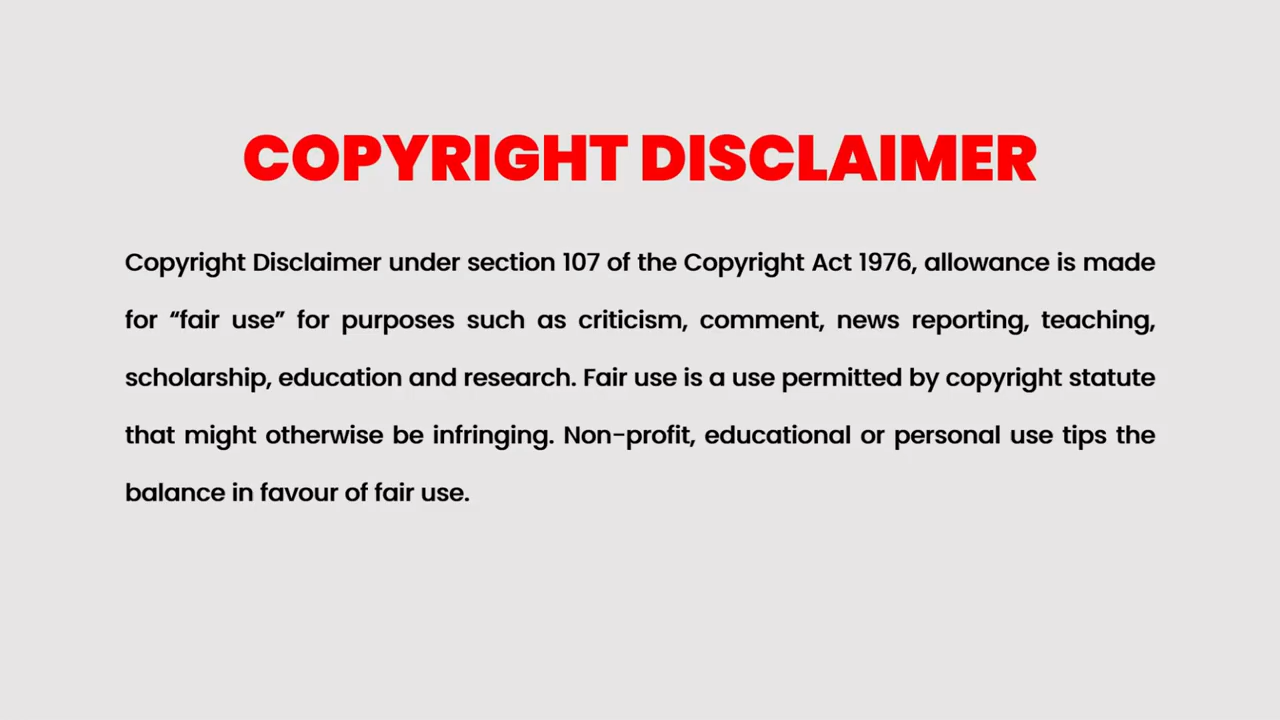 COPYRIGHT DISCLAIMER
Copyright Disclaimer under section 107 of the Copyright Act 1976, allowance is made
for “fair use” for purposes such as criticism, comment, news reporting, teaching,
scholarship, education and research. Fair use is a use permitted by copyright statute
that might otherwise be infringing. Non-profit, educational or personal use tips the
balance in favour of fair use.